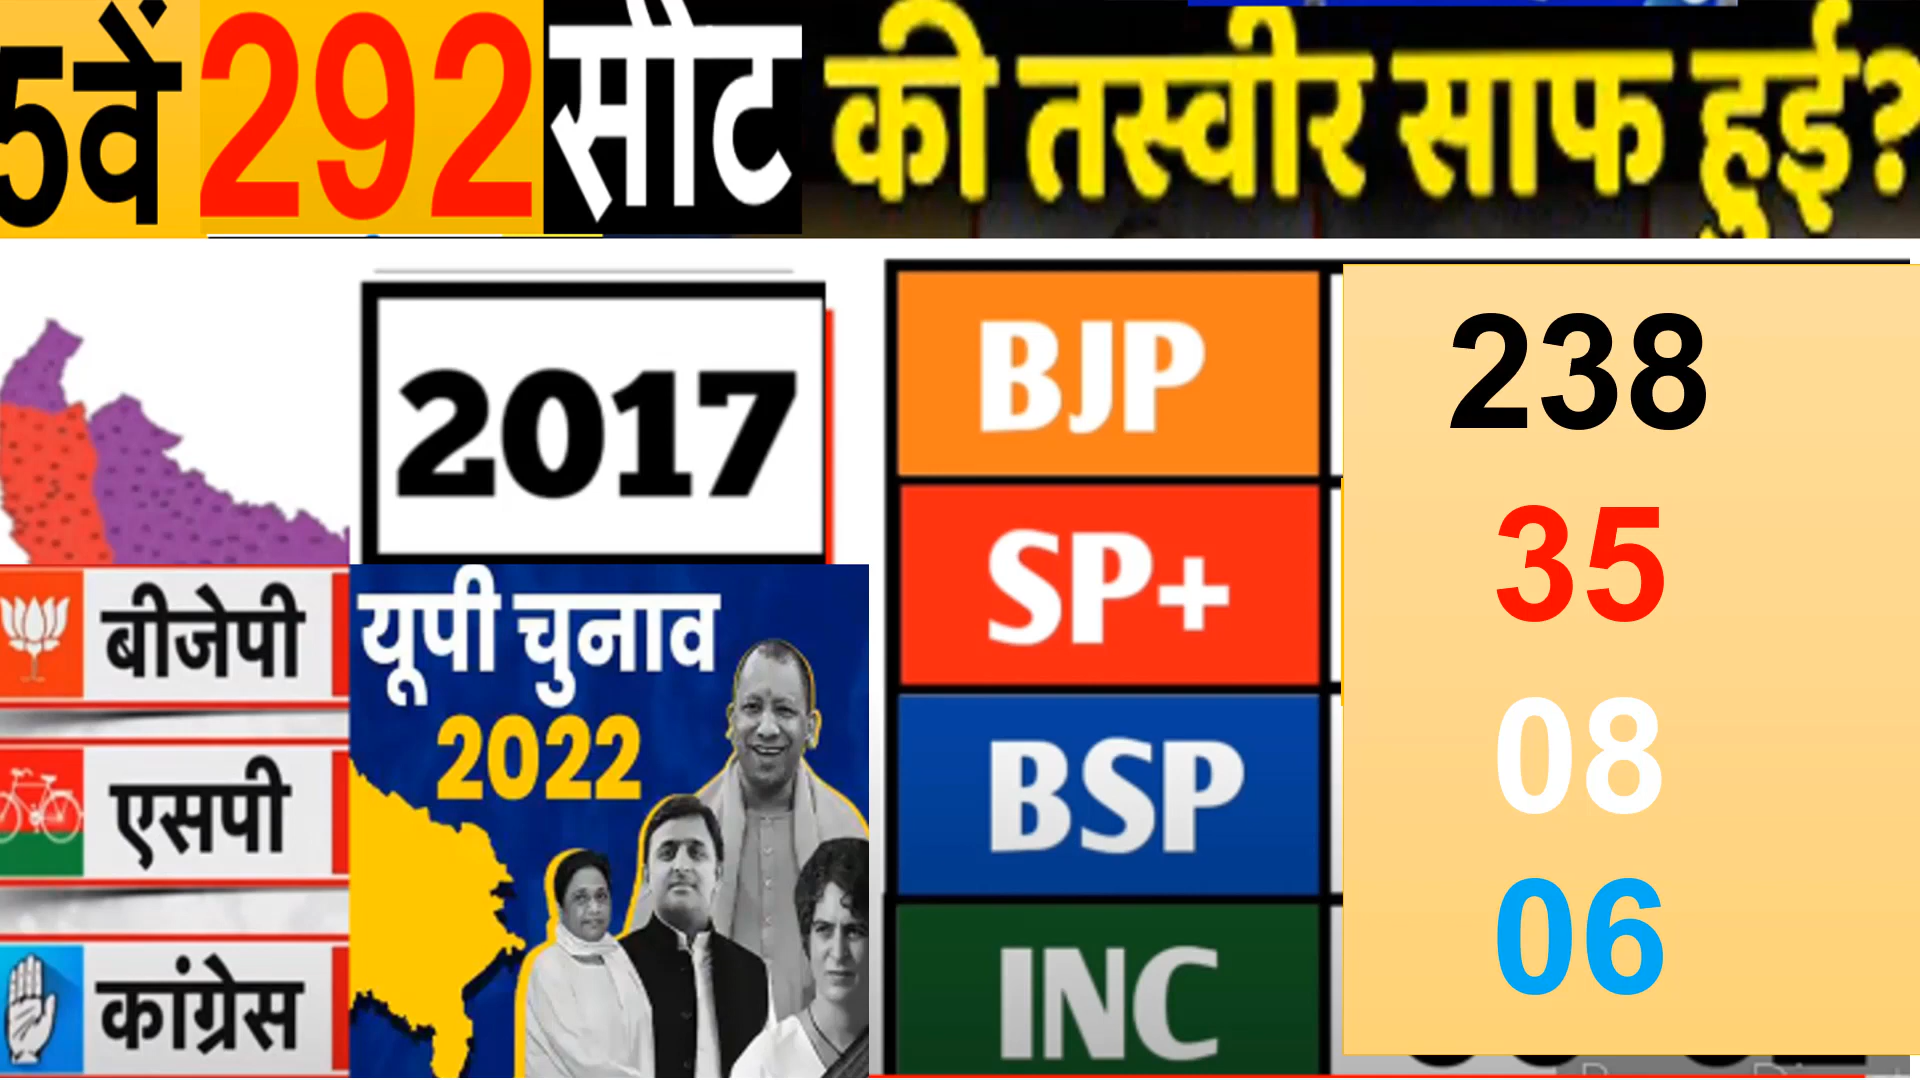 5वें 292 सीट की तस्वीर साफ हुई?
2017
BJP 238
SP+ 35
BSP 08
INC 06
बीजेपी
एसपी
कांग्रेस
यूपी चुनाव
2022